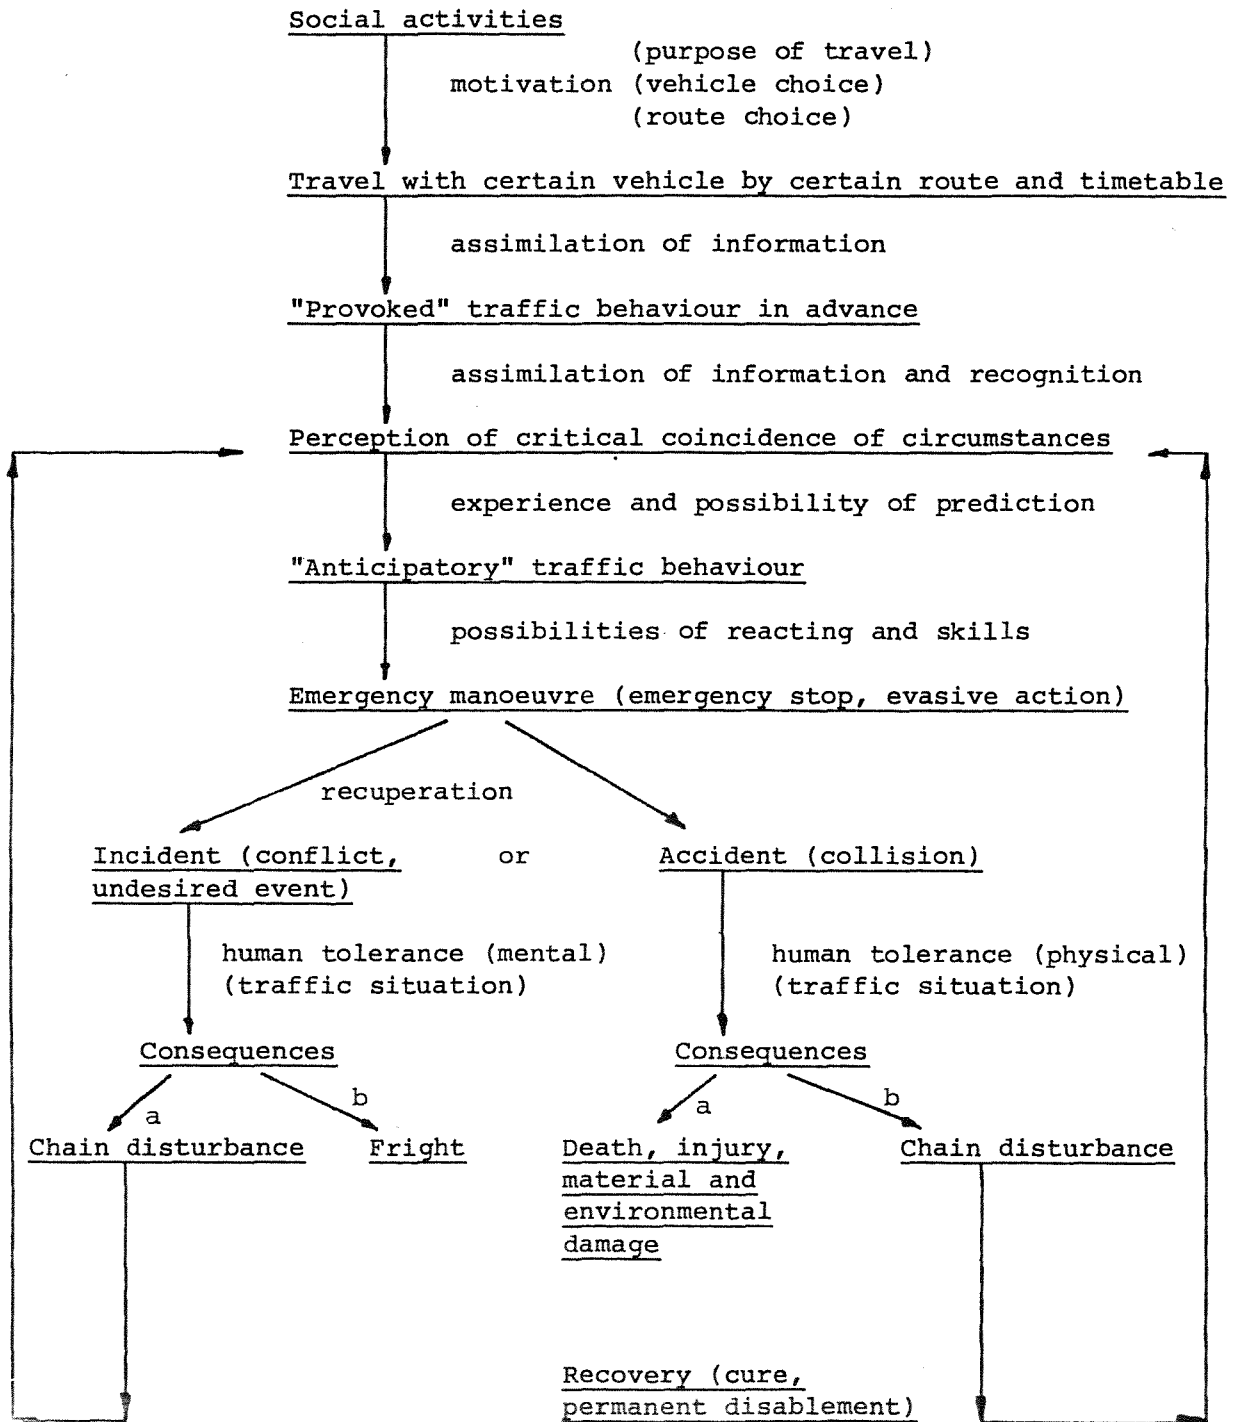 Social activities
(purpose of travel)
motivation (vehicle choice)
(route choice)
Travel with certain vehicle by certain route and timetable
assimilation of information
"Provoked" traffic behaviour in advance
assimilation of information and recognition
Perception of critical coincidence of circumstances
experience and possibility of prediction
"Anticipatory" traffic behaviour
possibilities of reacting and skills
Emergency manoeuvre (emergency stop, evasive action)
recuperation
Incident (conflict,
undesired event)
or
Accident (collision)
human tolerance (mental)
(traffic situation)
human tolerance (physical)
(traffic situation)
Consequences
Consequences
a
b
a
b
Chain disturbance
Fright
Death, injury,
material and
environmental
damage
Chain disturbance
Recovery (cure,
permanent disablement)